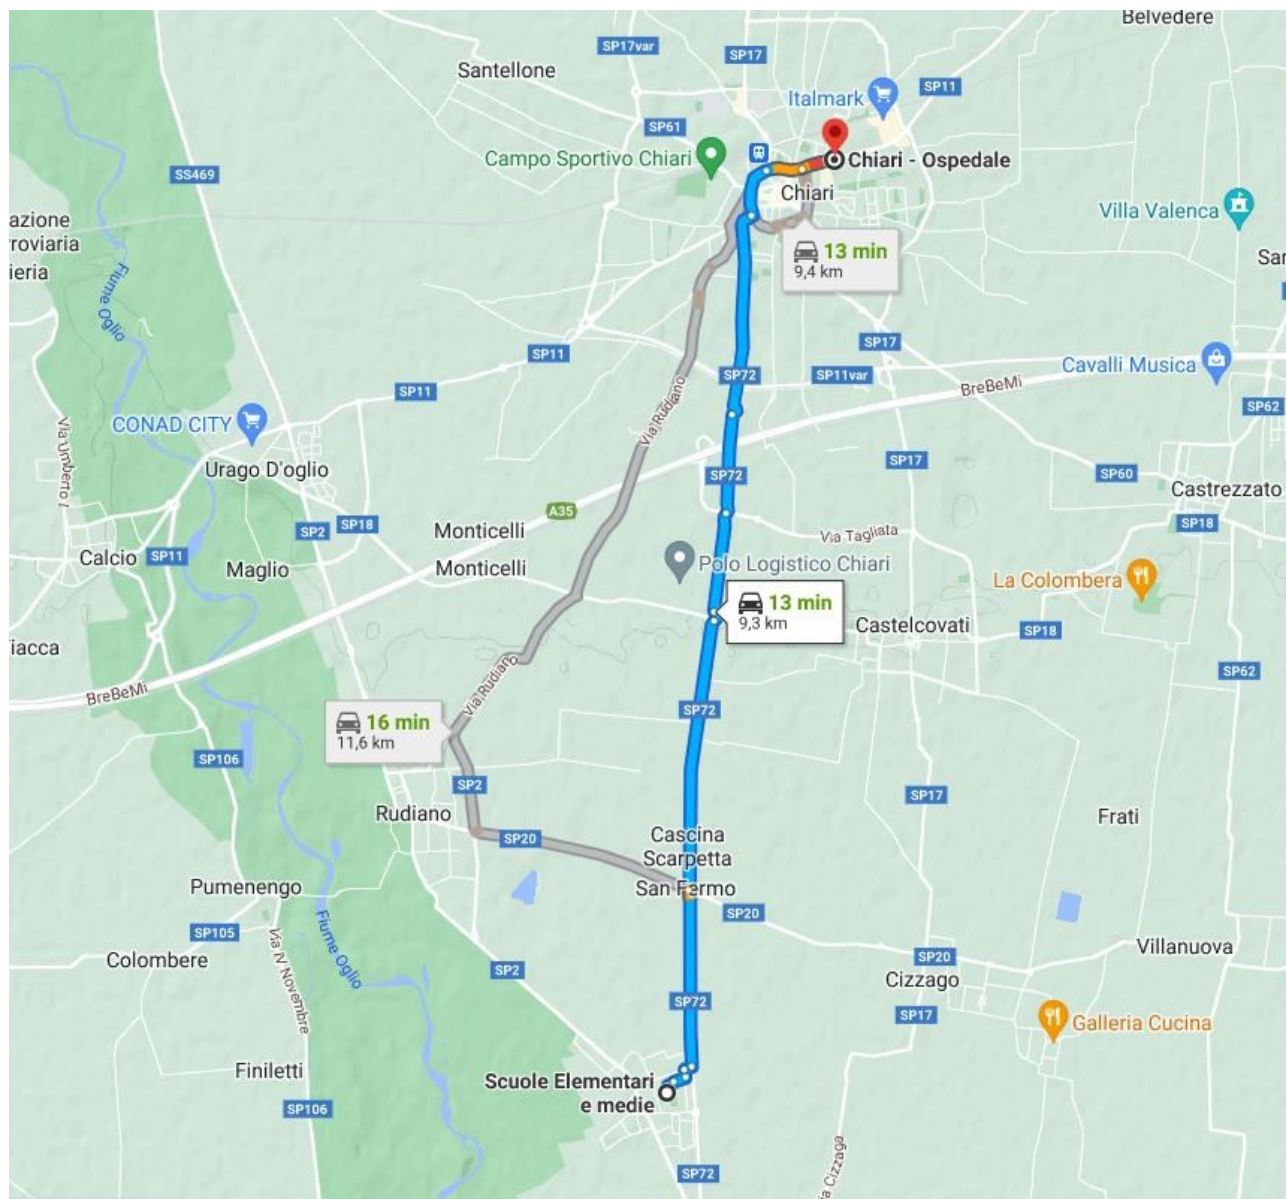 Belvedere
SP17var
SP17
Santellone
SP11
Italmark
SP61
Campo Sportivo Chiari
Chiari - Ospedale
SS469
Chiari
azione
rroviaria
ieria
Villa Valenca
13 min
9,4 km
Fiume Oglio
SP17
SP11
SP72
SP11var
Cavalli Musica
BreBeMi
SP11
SP62
Via Rudiano
CONAD CITY
Via Umberto I
Urago D'oglio
SP17
SP72
SP60
Castrezzato
A35
SP2
SP18
Monticelli
SP18
Via Tagliata
Calcio
SP11
Maglio
Monticelli
Polo Logistico Chiari
La Colombera
13 min
9,3 km
Castelcovati
SP18
iacca
SP62
BreBeMi
Via Rudiano
SP72
16 min
11,6 km
SP106
SP2
SP17
Rudiano
Frati
SP20
Cascina
Scarpetta
San Fermo
Pumenengo
SP20
SP105
Via IV Novembre
Fiume Oglio
Colombere
SP2
SP20
Villanuova
Cizzago
SP72
SP17
Galleria Cucina
Finiletti
Scuole Elementari
e medie
SP106
SP72
ia Cizzaga